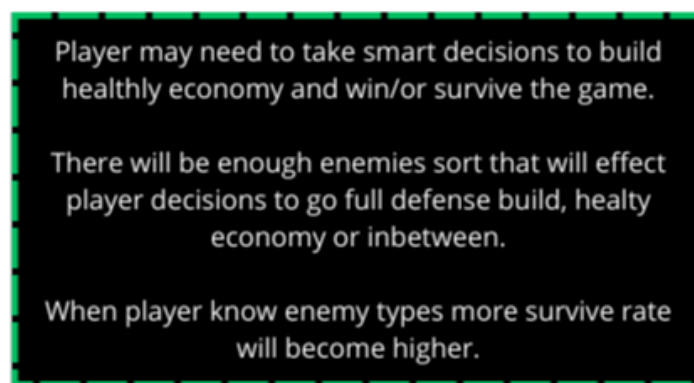 Player may need to take smart decisions to build
healthly economy and win/or survive the game.
There will be enough enemies sort that will effect
player decisions to go full defense build, healty
economy or inbetween.
When player know enemy types more survive rate
will become higher.